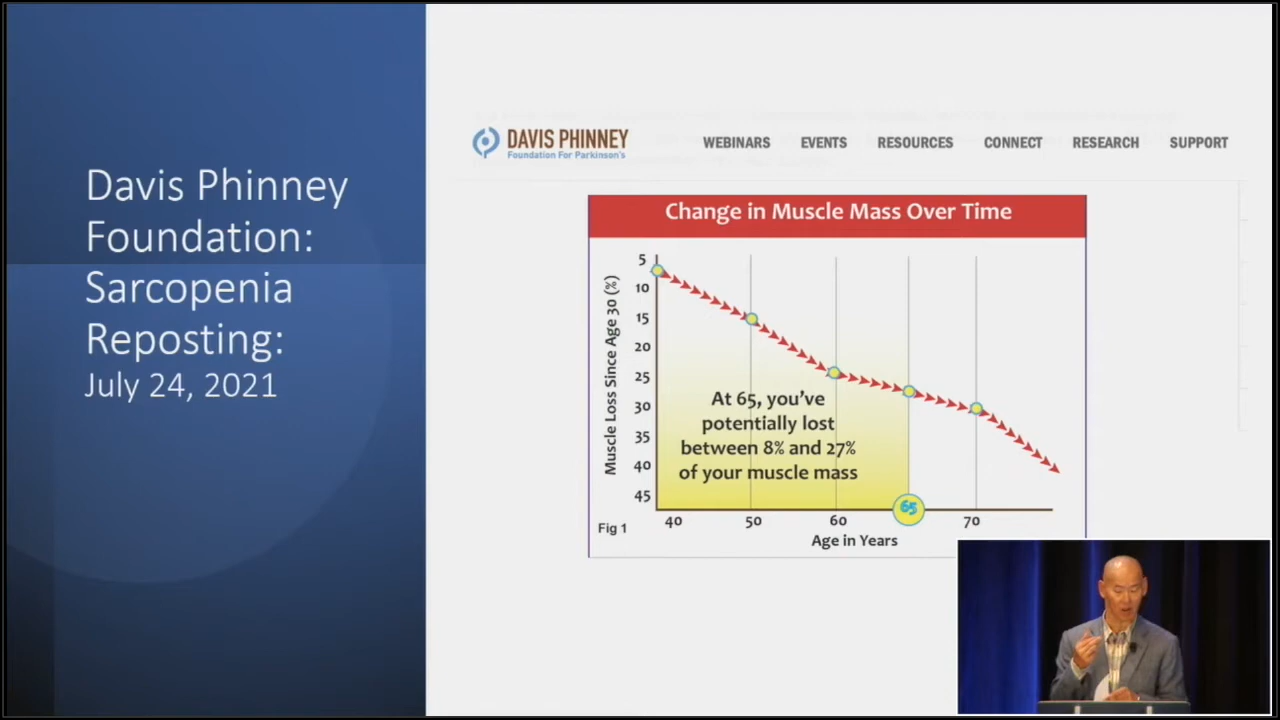 Davis Phinney
Foundation:
Sarcopenia
Reposting:
July 24, 2021
DAVIS PHINNEY
Foundation For Parkinson's
WEBINARS EVENTS RESOURCES CONNECT RESEARCH SUPPORT
Change in Muscle Mass Over Time
Muscle Loss Since Age 30 (%)
5
10
15
20
25
30
35
40
45
At 65, you've
potentially lost
between 8% and 27%
of your muscle mass
65
40 50 60 70
Fig 1
Age in Years